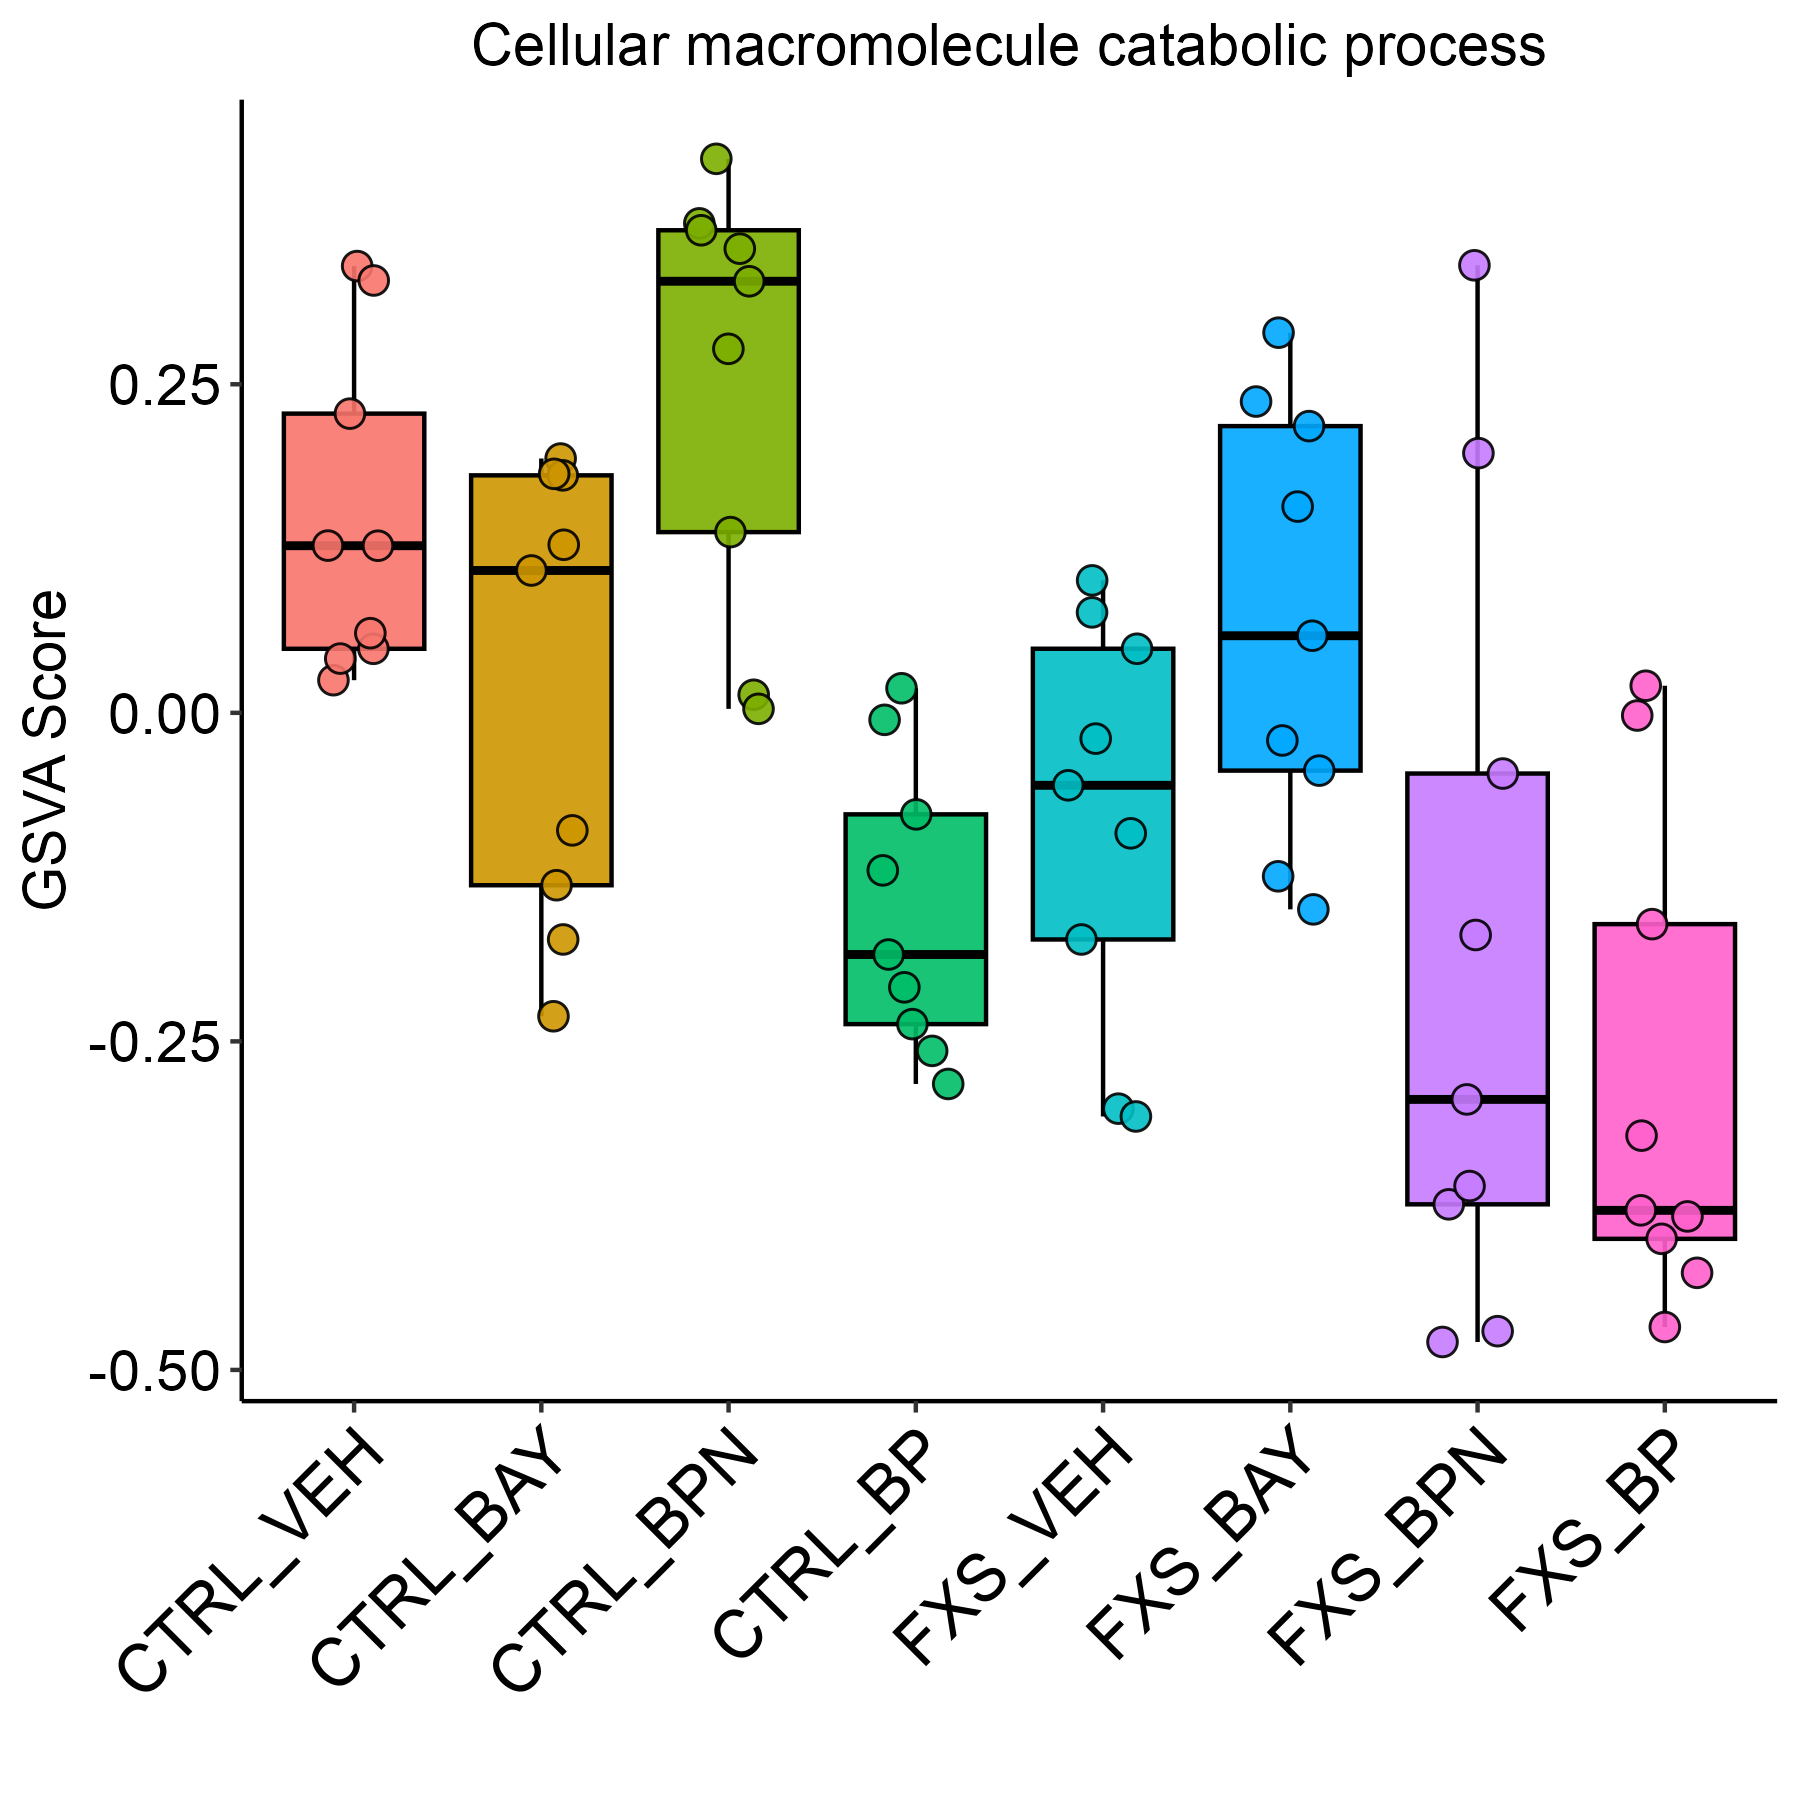 Cellular macromolecule catabolic process
GSVA Score
0.25
0.00
-0.25
-0.50
CTRL_VEH
CTRL_BAY
CTRL_BPN
CTRL_BP
FXS_VEH
FXS_BAY
FXS_BPN
FXS_BP